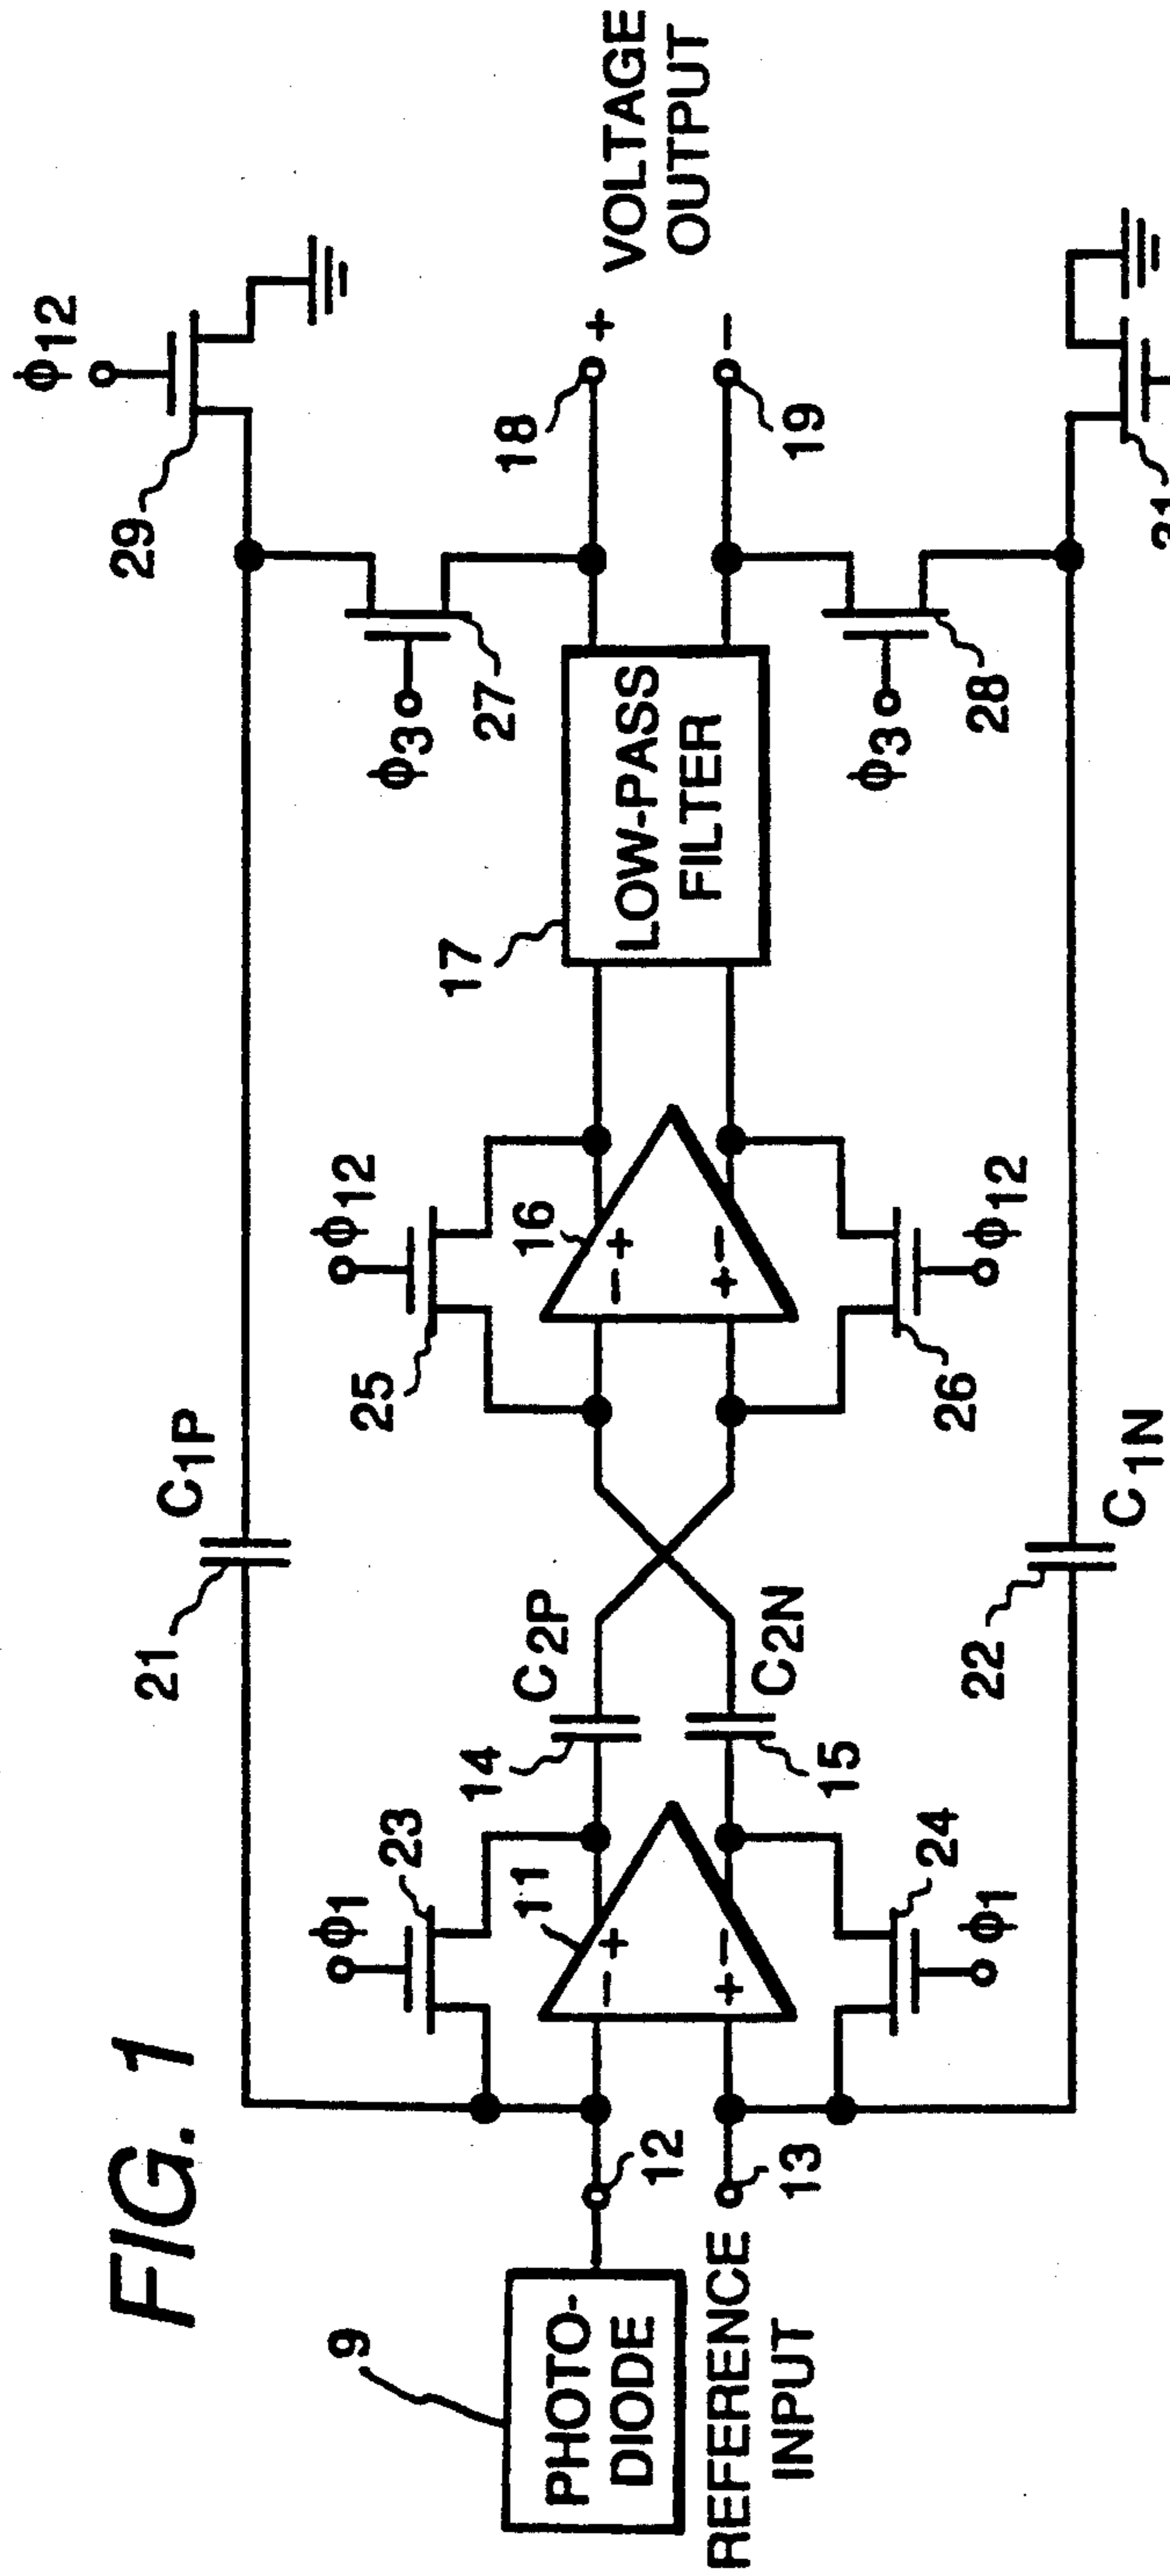 FIG. 1
ϕ12
29
21
C1P
ϕ3
27
VOLTAGE
OUTPUT
+
18
−
19
ϕ1
23
11
− +
+ −
14
C2P
15
C2N
ϕ12
25
16
− +
+ −
17
LOW-PASS
FILTER
9
PHOTO-
DIODE
12
REFERENCE
INPUT
13
24
ϕ1
26
ϕ12
ϕ3
28
22
C1N